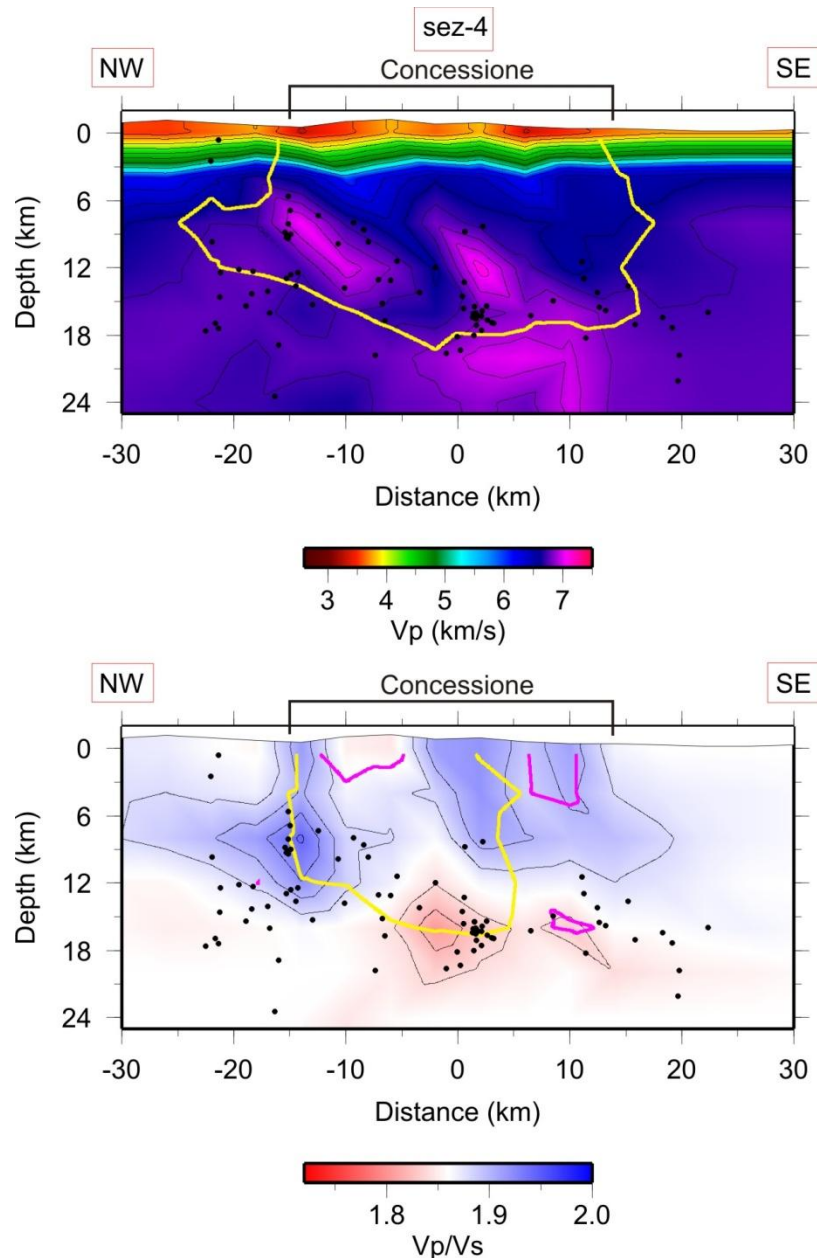 sez-4
NW Concessione SE
0
6
12
18
24
Depth (km)
-30 -20 -10 0 10 20 30
Distance (km)
3 4 5 6 7
Vp (km/s)
NW Concessione SE
0
6
12
18
24
Depth (km)
-30 -20 -10 0 10 20 30
Distance (km)
1.8 1.9 2.0
Vp/Vs